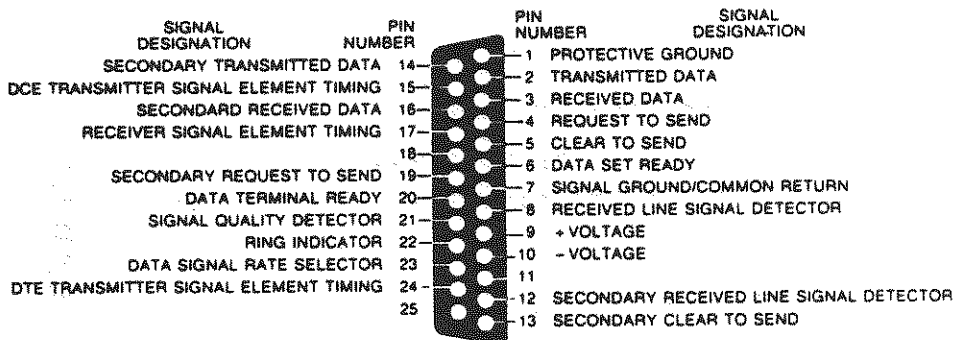 SIGNAL DESIGNATION
PIN NUMBER
SECONDARY TRANSMITTED DATA 14
DCE TRANSMITTER SIGNAL ELEMENT TIMING 15
SECONDARD RECEIVED DATA 16
RECEIVER SIGNAL ELEMENT TIMING 17
18
SECONDARY REQUEST TO SEND 19
DATA TERMINAL READY 20
SIGNAL QUALITY DETECTOR 21
RING INDICATOR 22
DATA SIGNAL RATE SELECTOR 23
DTE TRANSMITTER SIGNAL ELEMENT TIMING 24
25
PIN NUMBER
SIGNAL DESIGNATION
1 PROTECTIVE GROUND
2 TRANSMITTED DATA
3 RECEIVED DATA
4 REQUEST TO SEND
5 CLEAR TO SEND
6 DATA SET READY
7 SIGNAL GROUND/COMMON RETURN
8 RECEIVED LINE SIGNAL DETECTOR
9 + VOLTAGE
10 - VOLTAGE
11
12 SECONDARY RECEIVED LINE SIGNAL DETECTOR
13 SECONDARY CLEAR TO SEND